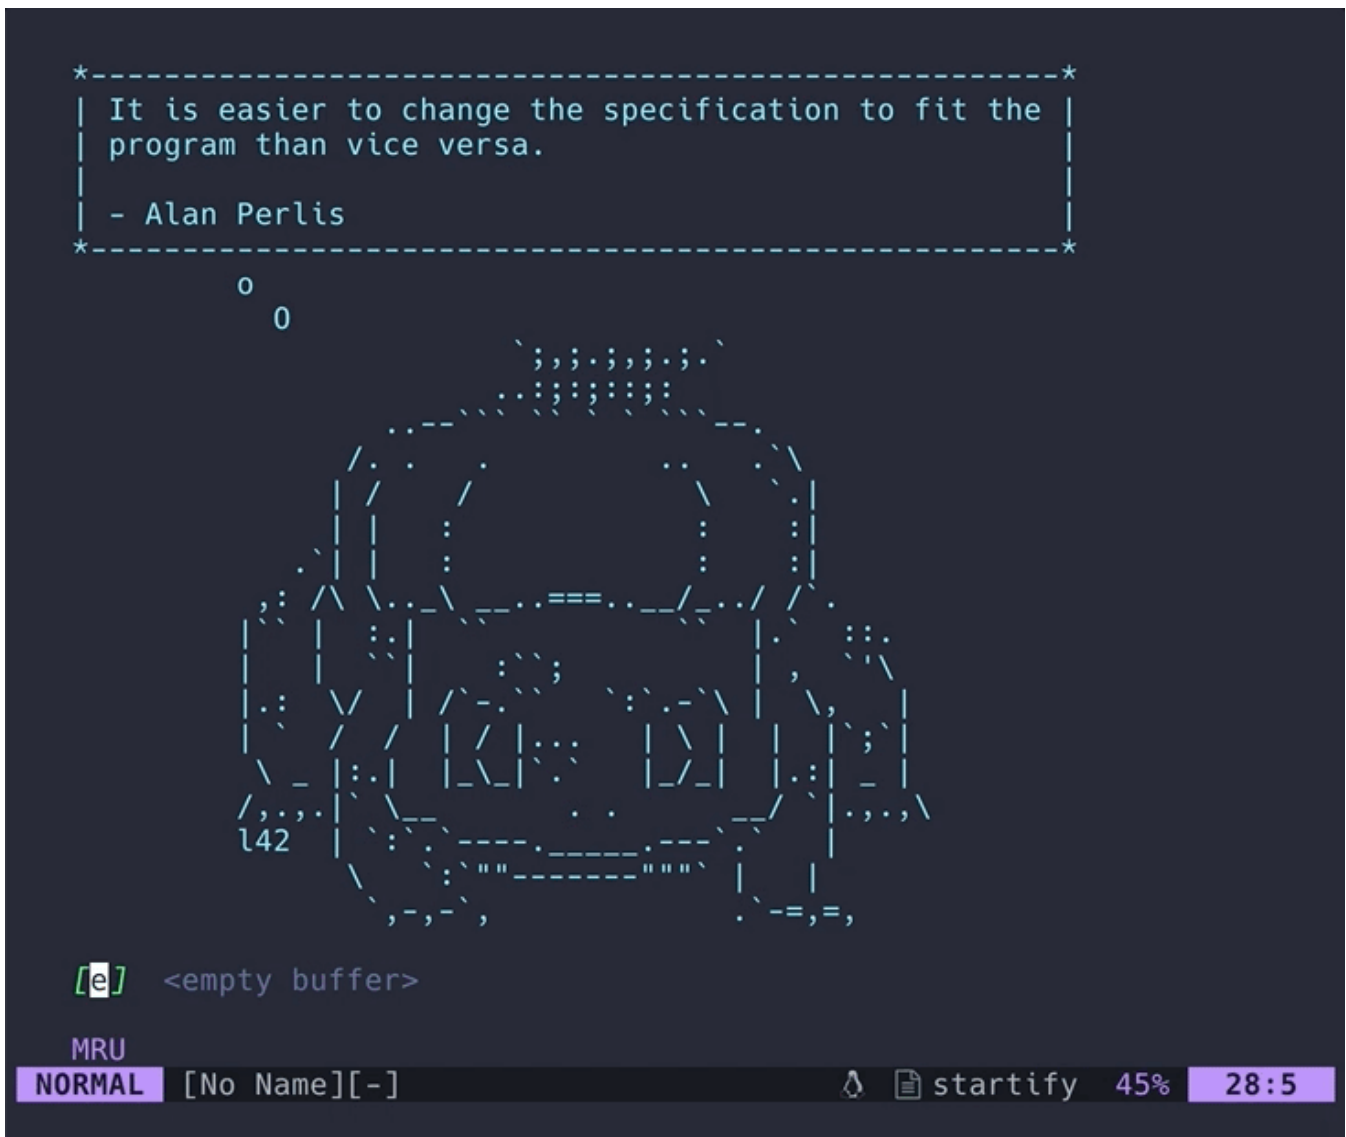 It is easier to change the specification to fit the
program than vice versa.
- Alan Perlis
o
O
l42
[e] <empty buffer>
MRU
NORMAL [No Name][-] startify 45% 28:5